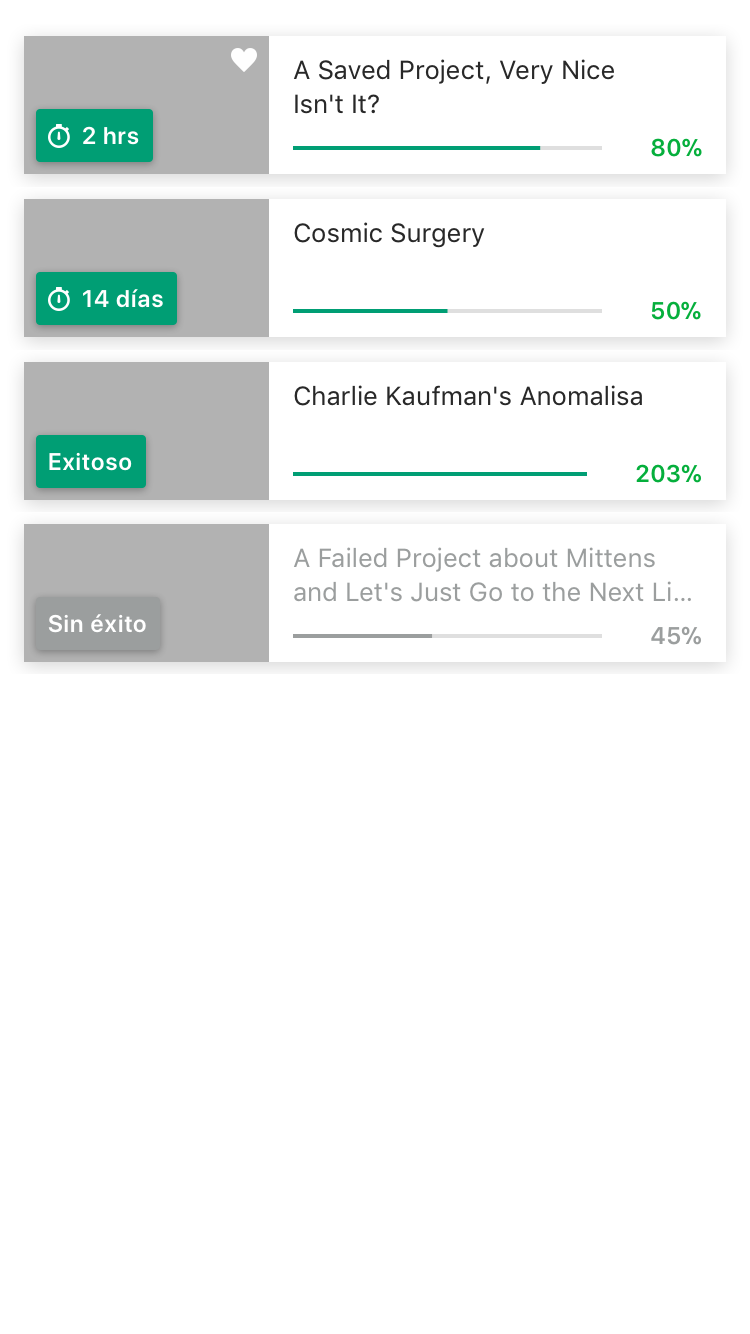 A Saved Project, Very Nice
Isn't It?
2 hrs
80%
Cosmic Surgery
14 días
50%
Charlie Kaufman's Anomalisa
Exitoso
203%
A Failed Project about Mittens
and Let's Just Go to the Next Li...
Sin éxito
45%